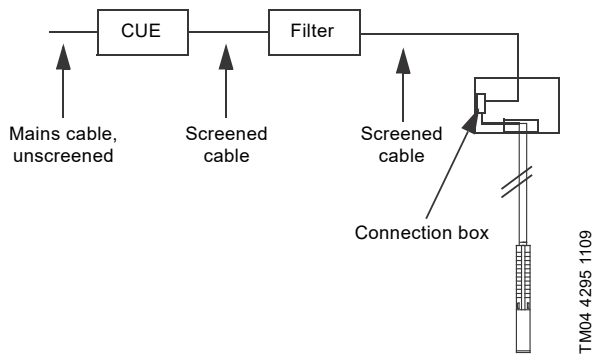 CUE
Filter
Mains cable,
unscreened
Screened
cable
Screened
cable
Connection box
TM04 4295 1109